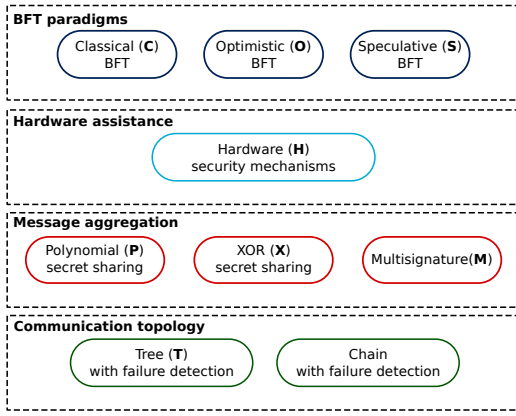 BFT paradigms
Classical (C)
BFT
Optimistic (O)
BFT
Speculative (S)
BFT
Hardware assistance
Hardware (H)
security mechanisms
Message aggregation
Polynomial (P)
secret sharing
XOR (X)
secret sharing
Multisignature(M)
Communication topology
Tree (T)
with failure detection
Chain
with failure detection